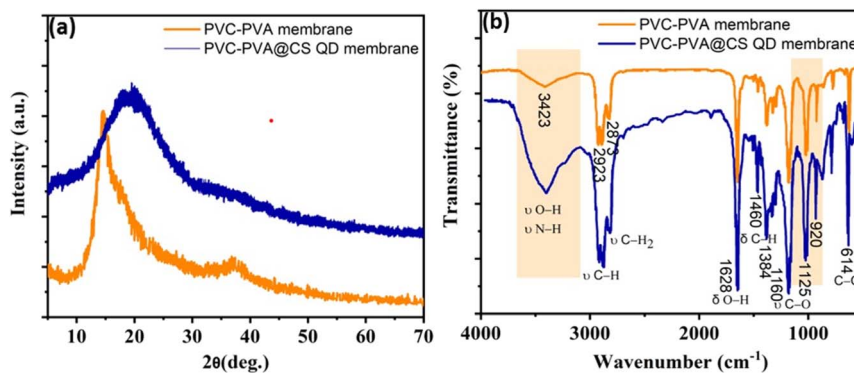 (a)
PVC-PVA membrane
PVC-PVA@CS QD membrane
Intensity (a.u.)
10 20 30 40 50 60 70
2θ(deg.)
(b)
PVC-PVA membrane
PVC-PVA@CS QD membrane
Transmittance (%)
3423
2923
2873
υ O–H
υ N–H
υ C–H
υ C–H2
1628
δ O–H
1460
δ C–H
1384
1160
υ C–O
1125
920
614
C–C
4000 3000 2000 1000
Wavenumber (cm⁻¹)